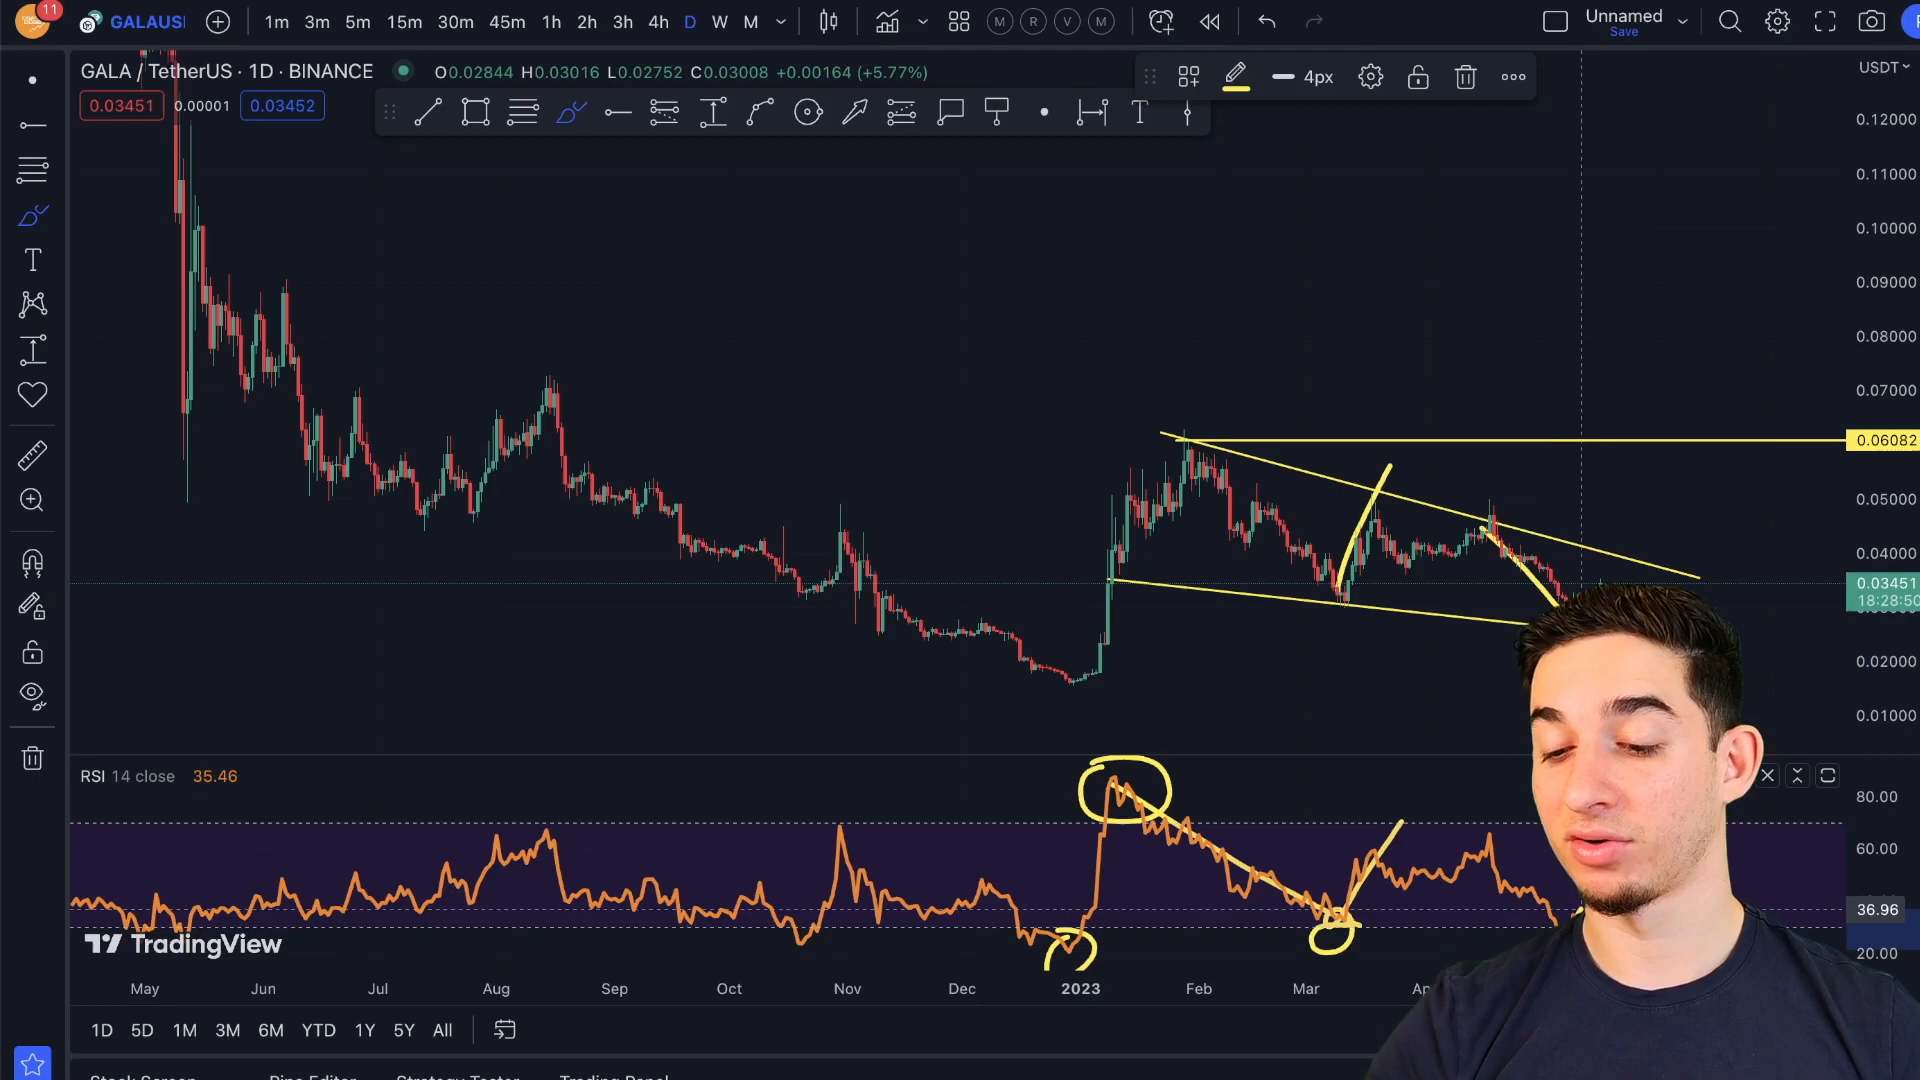 11
GALAUS
1m 3m 5m 15m 30m 45m 1h 2h 3h 4h D W M
M R V M
Unnamed
Save
GALA / TetherUS · 1D · BINANCE
O0.02844 H0.03016 L0.02752 C0.03008 +0.00164 (+5.77%)
4px
USDT
0.03451 0.00001 0.03452
T
T
0.12000
0.11000
0.10000
0.09000
0.08000
0.07000
0.06082
0.05000
0.04000
0.03451
18:28:50
0.02000
0.01000
RSI 14 close 35.46
80.00
60.00
36.96
20.00
TradingView
May Jun Jul Aug Sep Oct Nov Dec 2023 Feb Mar
1D 5D 1M 3M 6M YTD 1Y 5Y All